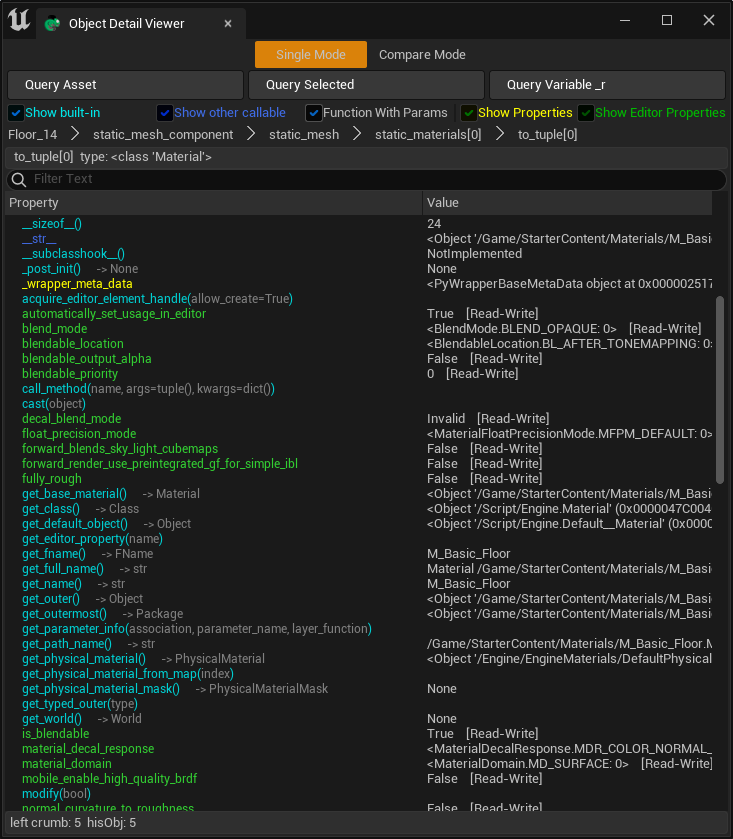 Object Detail Viewer
Single Mode Compare Mode
Query Asset Query Selected Query Variable _r
Show built-in Show other callable Function With Params Show Properties Show Editor Properties
Floor_14 static_mesh_component static_mesh static_materials[0] to_tuple[0]
to_tuple[0] type: <class 'Material'>
Filter Text
Property Value
__sizeof__() 24
__str__ <Object '/Game/StarterContent/Materials/M_Basi
__subclasshook__() NotImplemented
_post_init() -> None None
_wrapper_meta_data <PyWrapperBaseMetaData object at 0x000002517
acquire_editor_element_handle(allow_create=True)
automatically_set_usage_in_editor True [Read-Write]
blend_mode <BlendMode.BLEND_OPAQUE: 0> [Read-Write]
blendable_location <BlendableLocation.BL_AFTER_TONEMAPPING: 0>
blendable_output_alpha False [Read-Write]
blendable_priority 0 [Read-Write]
call_method(name, args=tuple(), kwargs=dict())
cast(object)
decal_blend_mode Invalid [Read-Write]
float_precision_mode <MaterialFloatPrecisionMode.MFPM_DEFAULT: 0>
forward_blends_sky_light_cubemaps False [Read-Write]
forward_render_use_preintegrated_gf_for_simple_ibl False [Read-Write]
fully_rough False [Read-Write]
get_base_material() -> Material <Object '/Game/StarterContent/Materials/M_Basi
get_class() -> Class <Object '/Script/Engine.Material' (0x0000047C004
get_default_object() -> Object <Object '/Script/Engine.Default__Material' (0x0000
get_editor_property(name)
get_fname() -> FName M_Basic_Floor
get_full_name() -> str Material /Game/StarterContent/Materials/M_Basic
get_name() -> str M_Basic_Floor
get_outer() -> Object <Object '/Game/StarterContent/Materials/M_Basi
get_outermost() -> Package <Object '/Game/StarterContent/Materials/M_Basi
get_parameter_info(association, parameter_name, layer_function)
get_path_name() -> str /Game/StarterContent/Materials/M_Basic_Floor.M
get_physical_material() -> PhysicalMaterial <Object '/Engine/EngineMaterials/DefaultPhysical
get_physical_material_from_map(index)
get_physical_material_mask() -> PhysicalMaterialMask None
get_typed_outer(type)
get_world() -> World None
is_blendable True [Read-Write]
material_decal_response <MaterialDecalResponse.MDR_COLOR_NORMAL_
material_domain <MaterialDomain.MD_SURFACE: 0> [Read-Write]
mobile_enable_high_quality_brdf False [Read-Write]
modify(bool)
normal_curvature_to_roughness False [Read-Write]
left crumb: 5 hisObj: 5